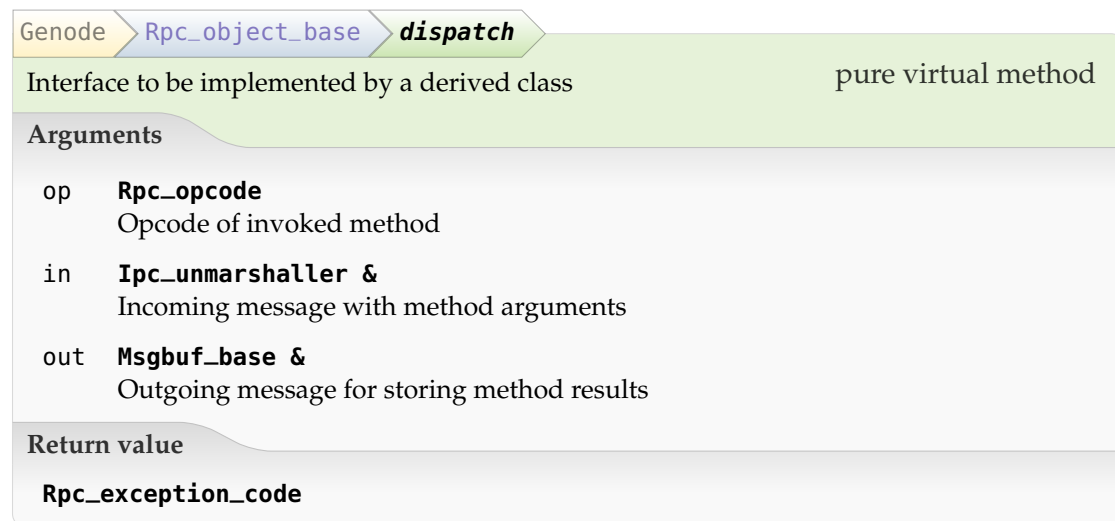 Genode Rpc_object_base dispatch
Interface to be implemented by a derived class pure virtual method
Arguments
op Rpc_opcode
Opcode of invoked method
in Ipc_unmarshaller &
Incoming message with method arguments
out Msgbuf_base &
Outgoing message for storing method results
Return value
Rpc_exception_code